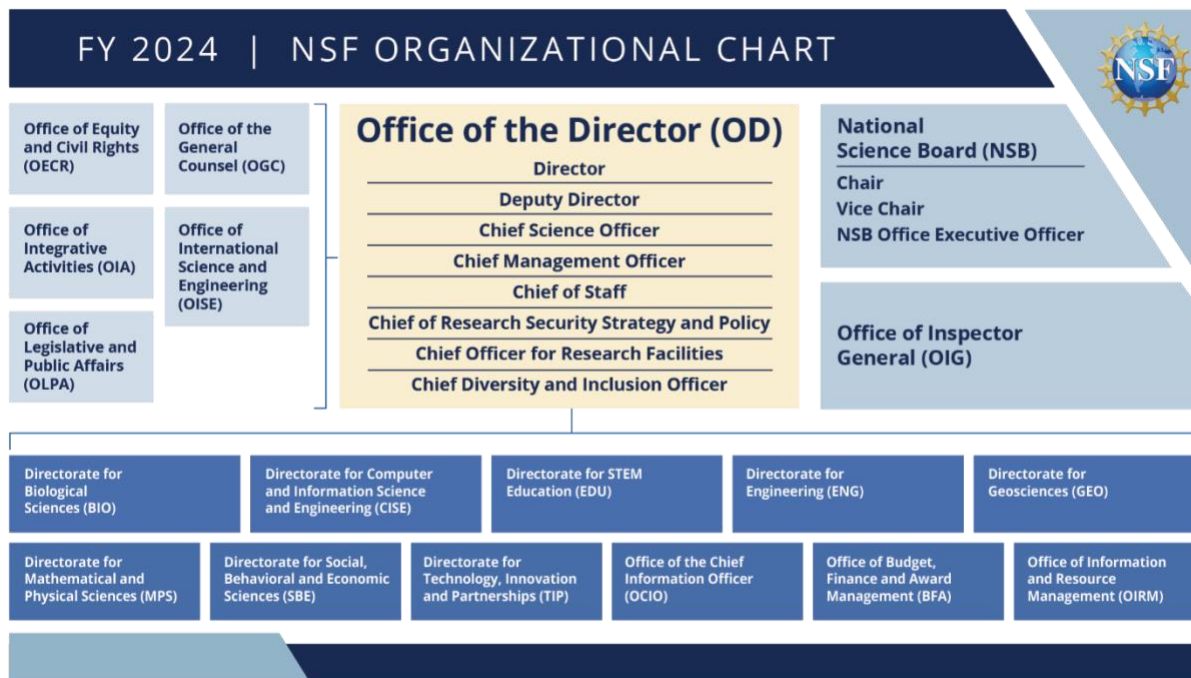 FY 2024 | NSF ORGANIZATIONAL CHART
NSF
Office of Equity
and Civil Rights
(OECR)
Office of the
General
Counsel (OGC)
Office of
Integrative
Activities (OIA)
Office of
International
Science and
Engineering
(OISE)
Office of
Legislative and
Public Affairs
(OLPA)
Office of the Director (OD)
Director
Deputy Director
Chief Science Officer
Chief Management Officer
Chief of Staff
Chief of Research Security Strategy and Policy
Chief Officer for Research Facilities
Chief Diversity and Inclusion Officer
National
Science Board (NSB)
Chair
Vice Chair
NSB Office Executive Officer
Office of Inspector
General (OIG)
Directorate for
Biological
Sciences (BIO)
Directorate for Computer
and Information Science
and Engineering (CISE)
Directorate for STEM
Education (EDU)
Directorate for
Engineering (ENG)
Directorate for
Geosciences (GEO)
Directorate for
Mathematical and
Physical Sciences (MPS)
Directorate for Social,
Behavioral and Economic
Sciences (SBE)
Directorate for
Technology, Innovation
and Partnerships (TIP)
Office of the Chief
Information Officer
(OCIO)
Office of Budget,
Finance and Award
Management (BFA)
Office of Information
and Resource
Management (OIRM)